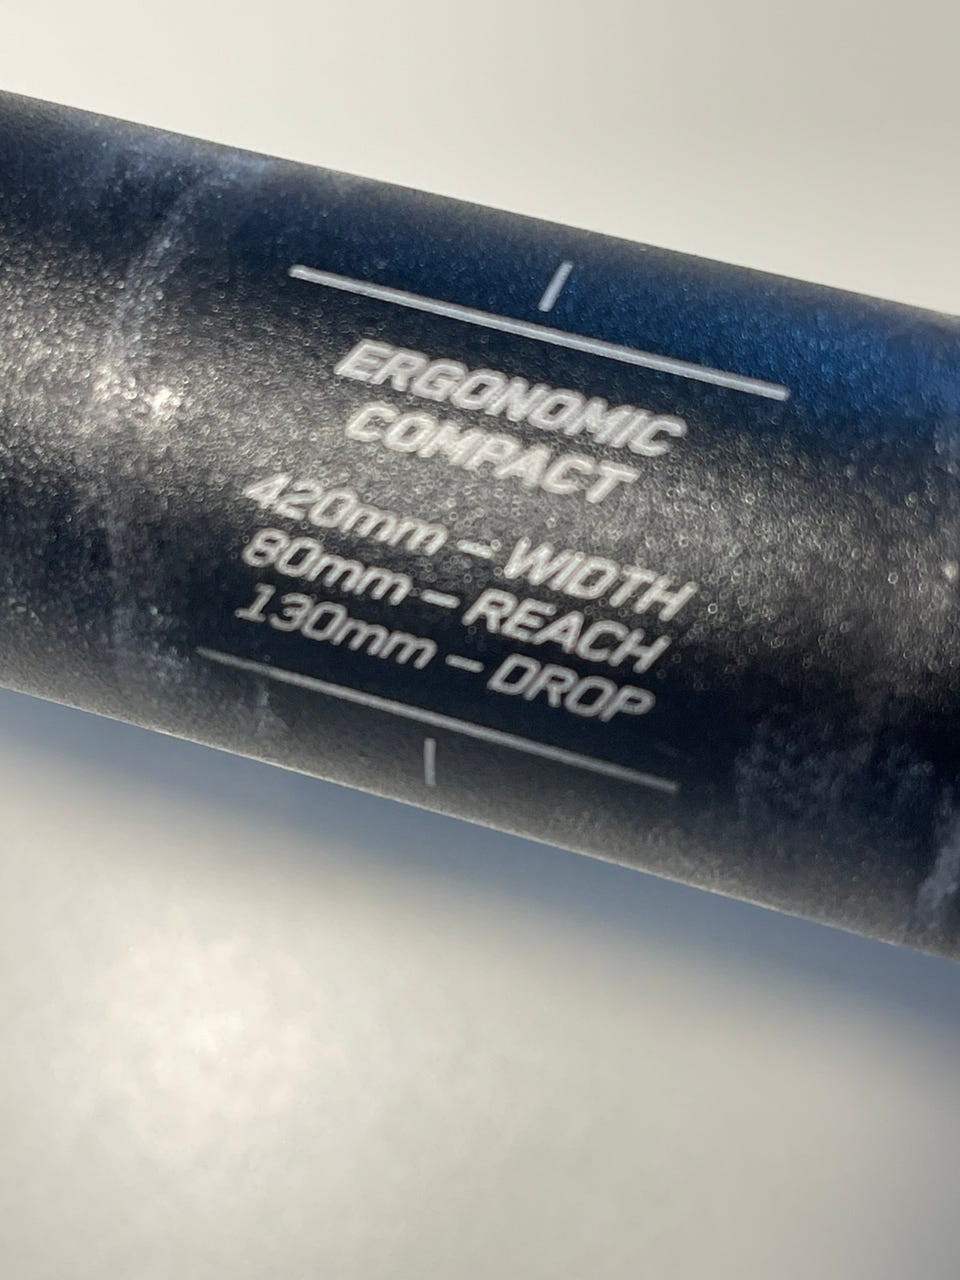 ERGONOMIC
COMPACT
420mm – WIDTH
80mm – REACH
130mm – DROP